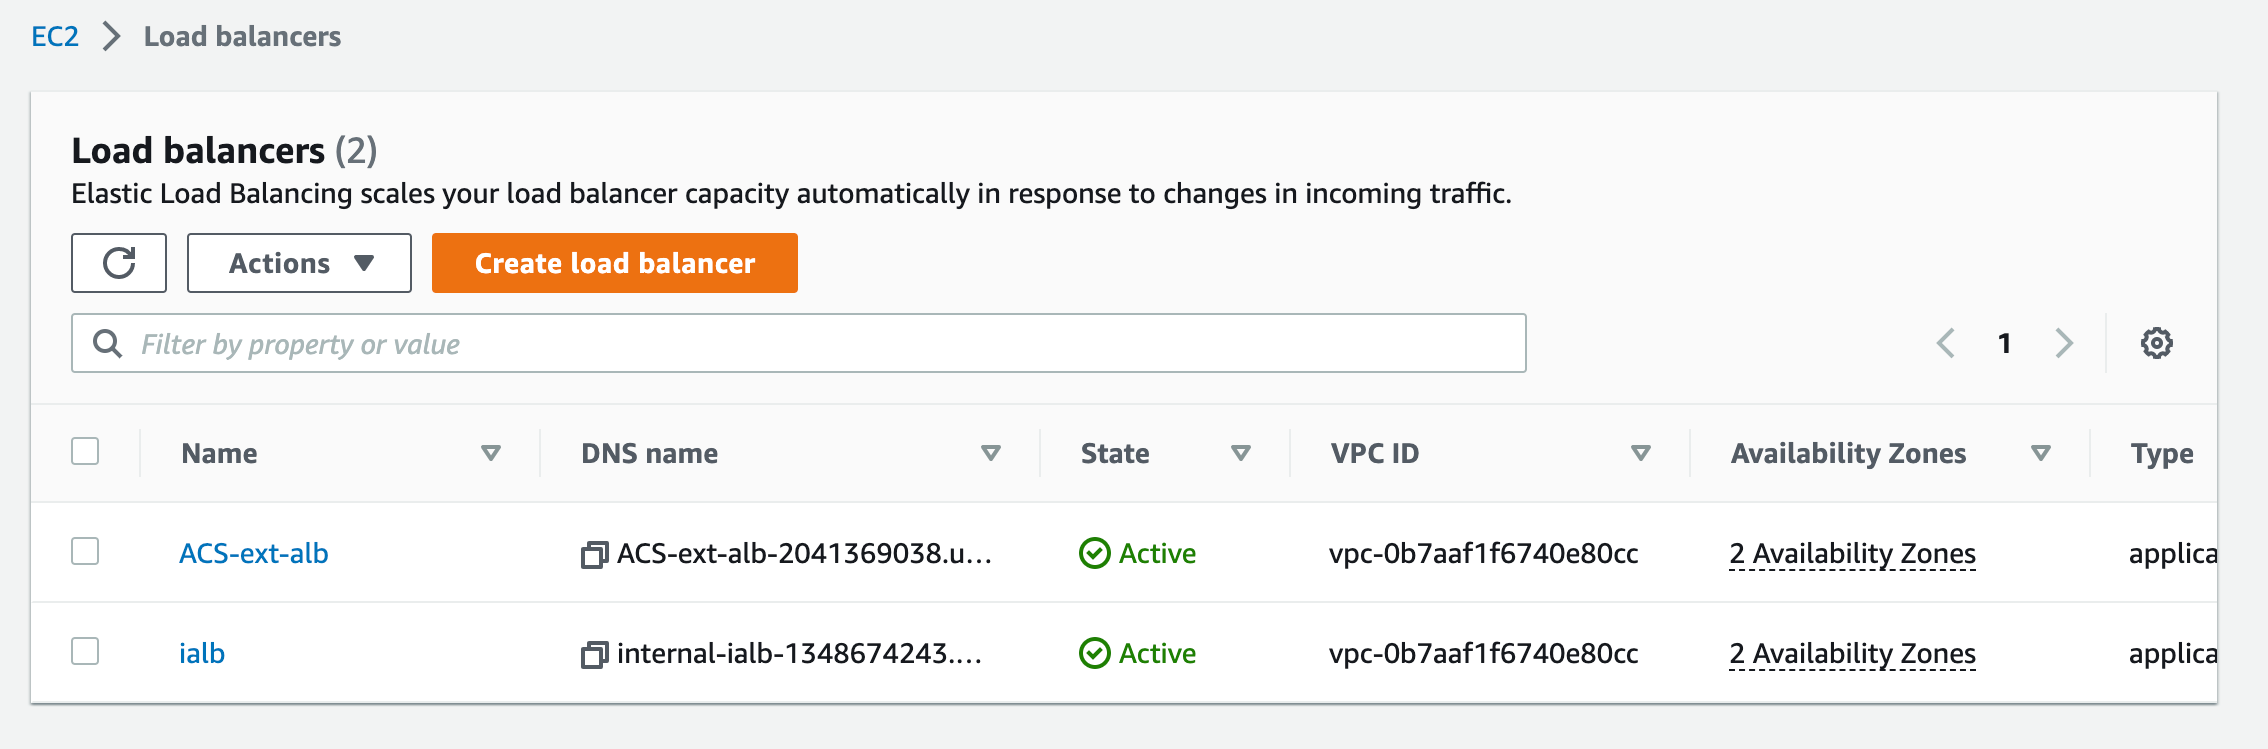 EC2 Load balancers
Load balancers (2)
Elastic Load Balancing scales your load balancer capacity automatically in response to changes in incoming traffic.
Actions Create load balancer
Filter by property or value 1
Name DNS name State VPC ID Availability Zones Type
ACS-ext-alb ACS-ext-alb-2041369038.u... Active vpc-0b7aaf1f6740e80cc 2 Availability Zones applica
ialb internal-ialb-1348674243.... Active vpc-0b7aaf1f6740e80cc 2 Availability Zones applica